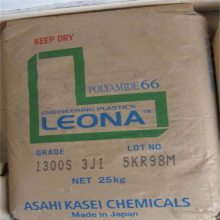 KEEP DRY
POLYAMIDE 66
ENGINEERING PLASTICS
LEONA™
GRADE LOT NO
1300S 3J1 5KR98M
NET 25kg
ASAHI KASEI CHEMICALS
Made in Japan